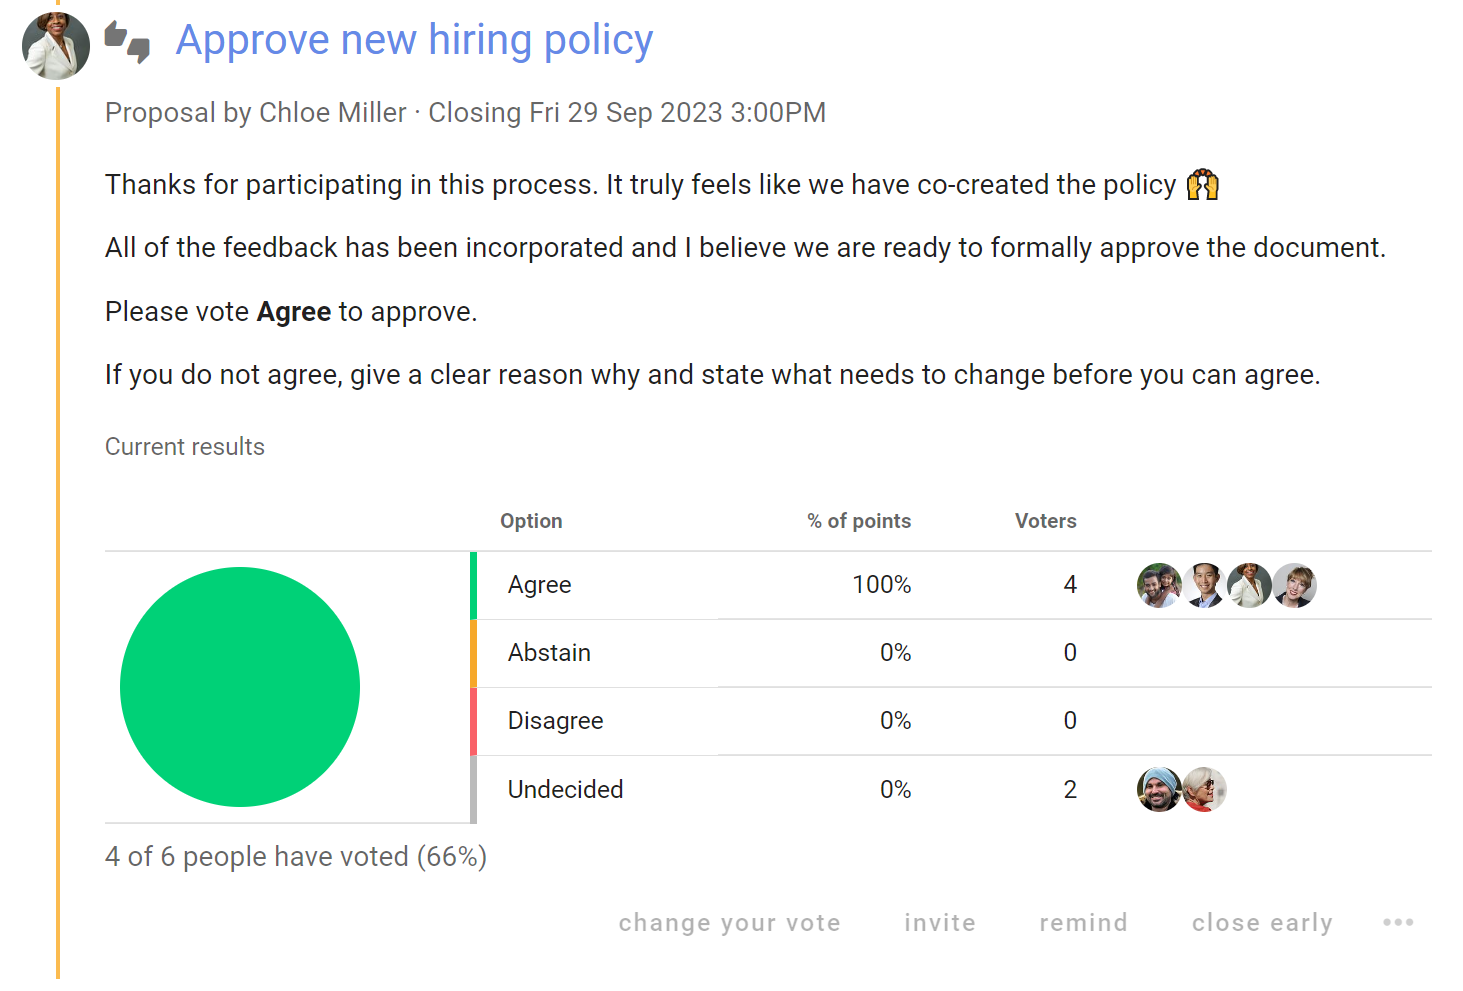 Approve new hiring policy
Proposal by Chloe Miller · Closing Fri 29 Sep 2023 3:00PM
Thanks for participating in this process. It truly feels like we have co-created the policy 🙌
All of the feedback has been incorporated and I believe we are ready to formally approve the document.
Please vote Agree to approve.
If you do not agree, give a clear reason why and state what needs to change before you can agree.
Current results
Option % of points Voters
Agree 100% 4
Abstain 0% 0
Disagree 0% 0
Undecided 0% 2
4 of 6 people have voted (66%)
change your vote invite remind close early